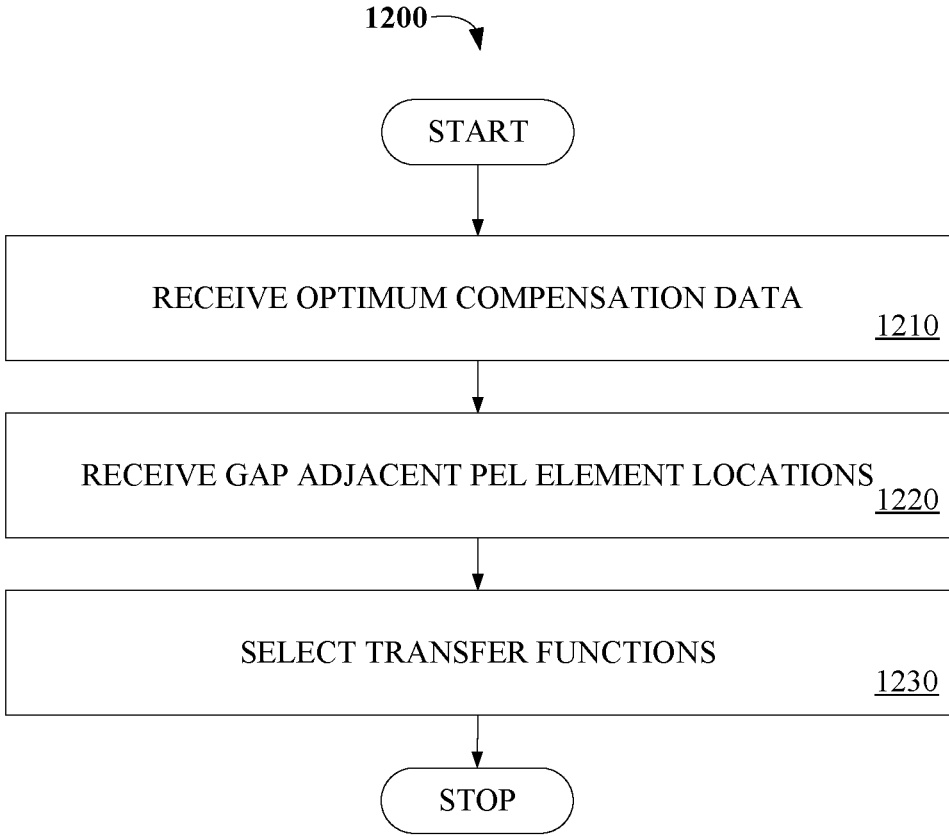 1200
START
RECEIVE OPTIMUM COMPENSATION DATA
1210
RECEIVE GAP ADJACENT PEL ELEMENT LOCATIONS
1220
SELECT TRANSFER FUNCTIONS
1230
STOP